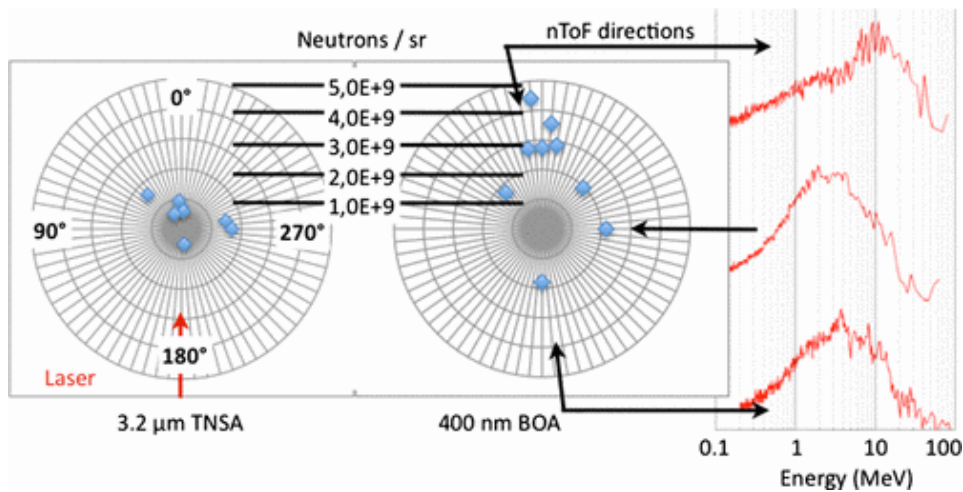 Neutrons / sr
nToF directions
0°
5,0E+9
4,0E+9
3,0E+9
2,0E+9
1,0E+9
90°
270°
180°
Laser
3.2 µm TNSA
400 nm BOA
0.1 1 10 100
Energy (MeV)